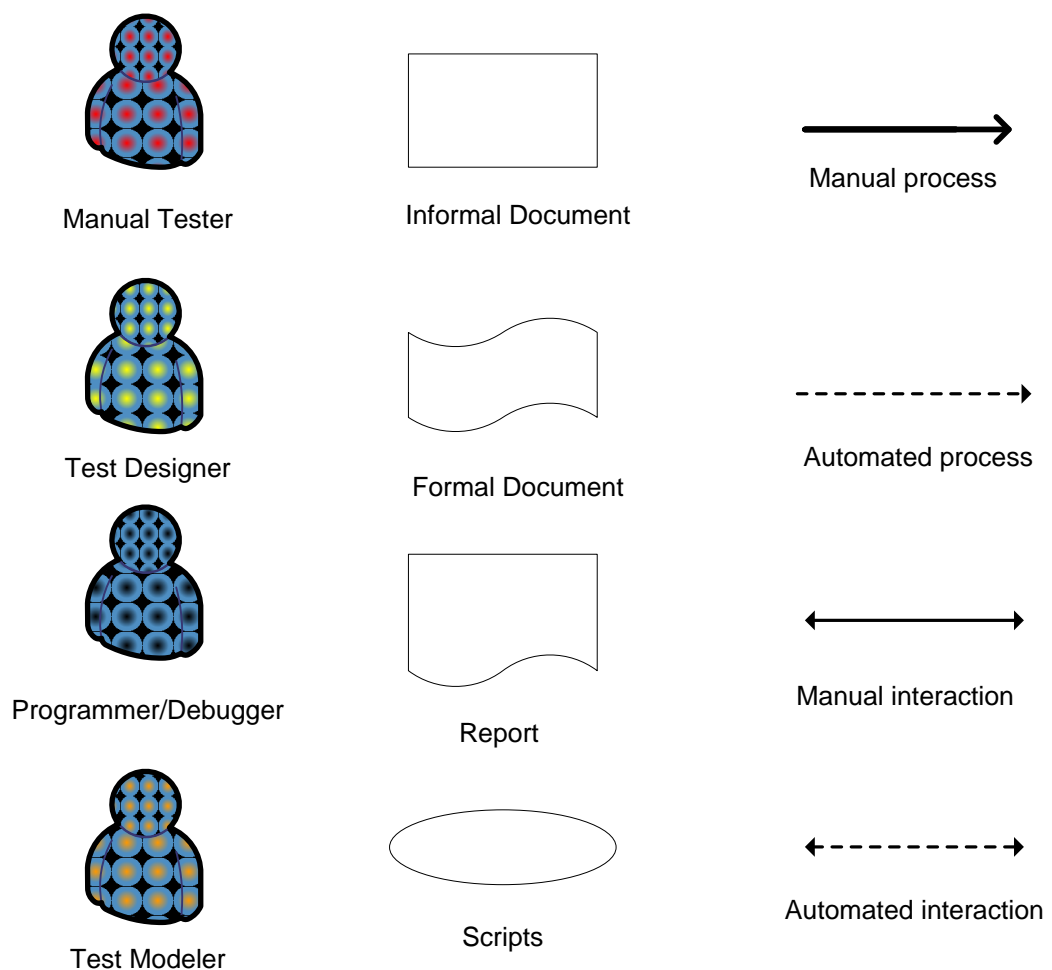 Manual Tester
Informal Document
Manual process
Test Designer
Formal Document
Automated process
Programmer/Debugger
Report
Manual interaction
Test Modeler
Scripts
Automated interaction